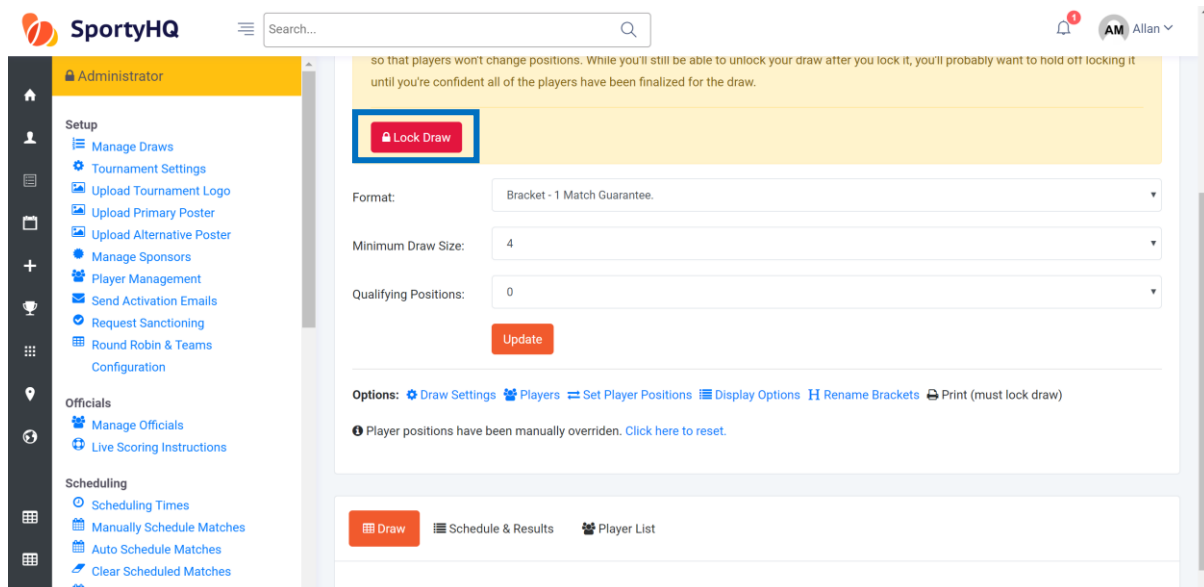 SportyHQ
Search...
1
AM Allan
Administrator
Setup
Manage Draws
Tournament Settings
Upload Tournament Logo
Upload Primary Poster
Upload Alternative Poster
Manage Sponsors
Player Management
Send Activation Emails
Request Sanctioning
Round Robin & Teams
Configuration
Officials
Manage Officials
Live Scoring Instructions
Scheduling
Scheduling Times
Manually Schedule Matches
Auto Schedule Matches
Clear Scheduled Matches
so that players won't change positions. While you'll still be able to unlock your draw after you lock it, you'll probably want to hold off locking it
until you're confident all of the players have been finalized for the draw.
Lock Draw
Format: Bracket - 1 Match Guarantee.
Minimum Draw Size: 4
Qualifying Positions: 0
Update
Options: Draw Settings Players Set Player Positions Display Options H Rename Brackets Print (must lock draw)
Player positions have been manually overriden. Click here to reset.
Draw Schedule & Results Player List